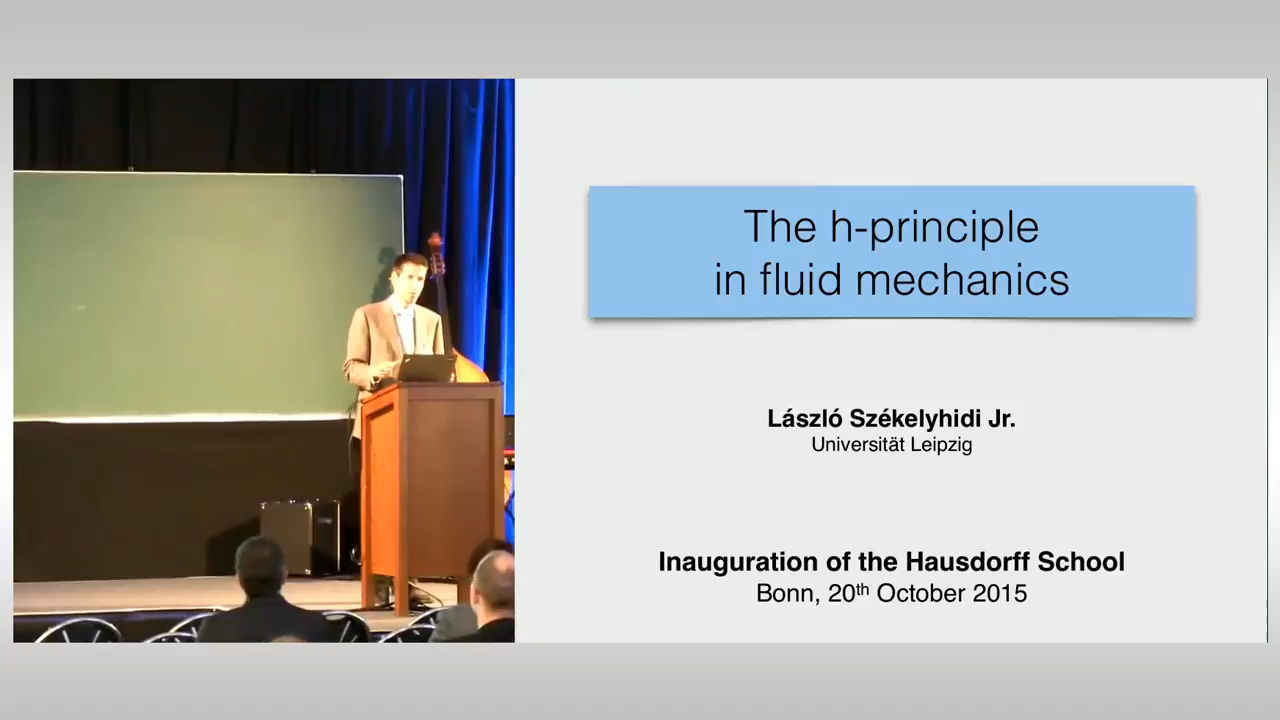 The h-principle
in fluid mechanics
László Székelyhidi Jr.
Universität Leipzig
Inauguration of the Hausdorff School
Bonn, 20th October 2015